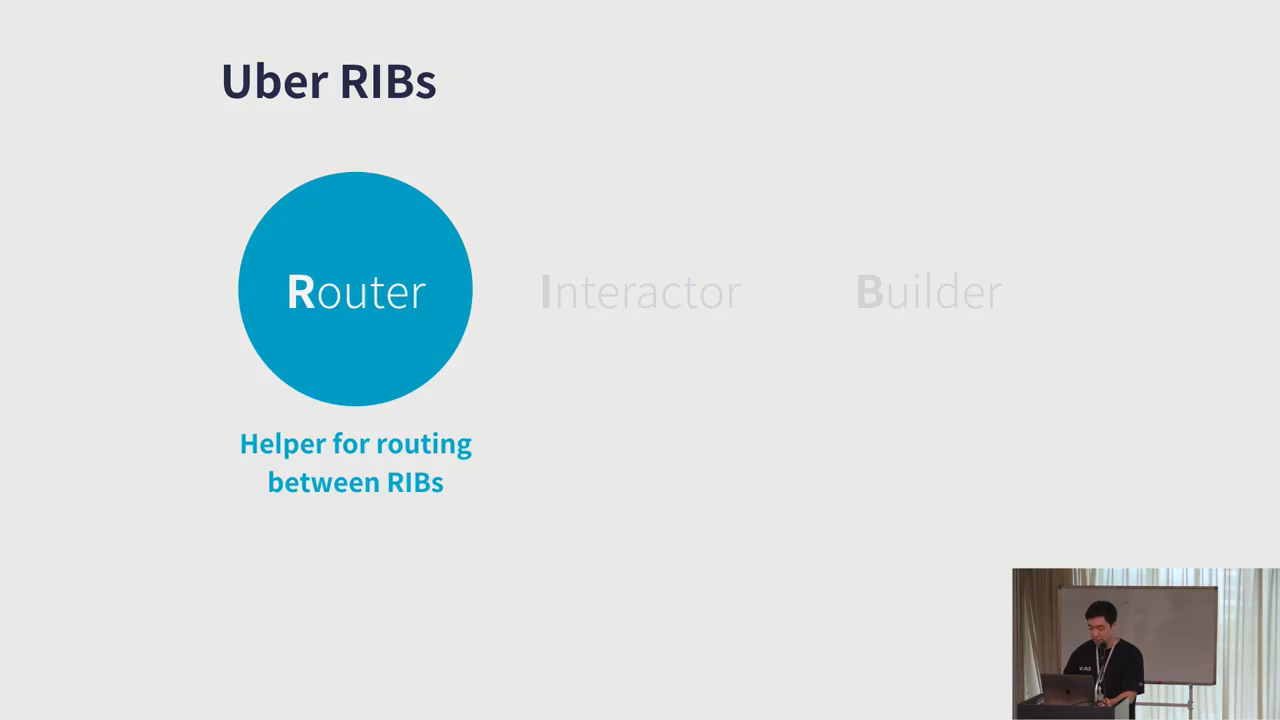 Uber RIBs
Router
Interactor
Builder
Helper for routing
between RIBs